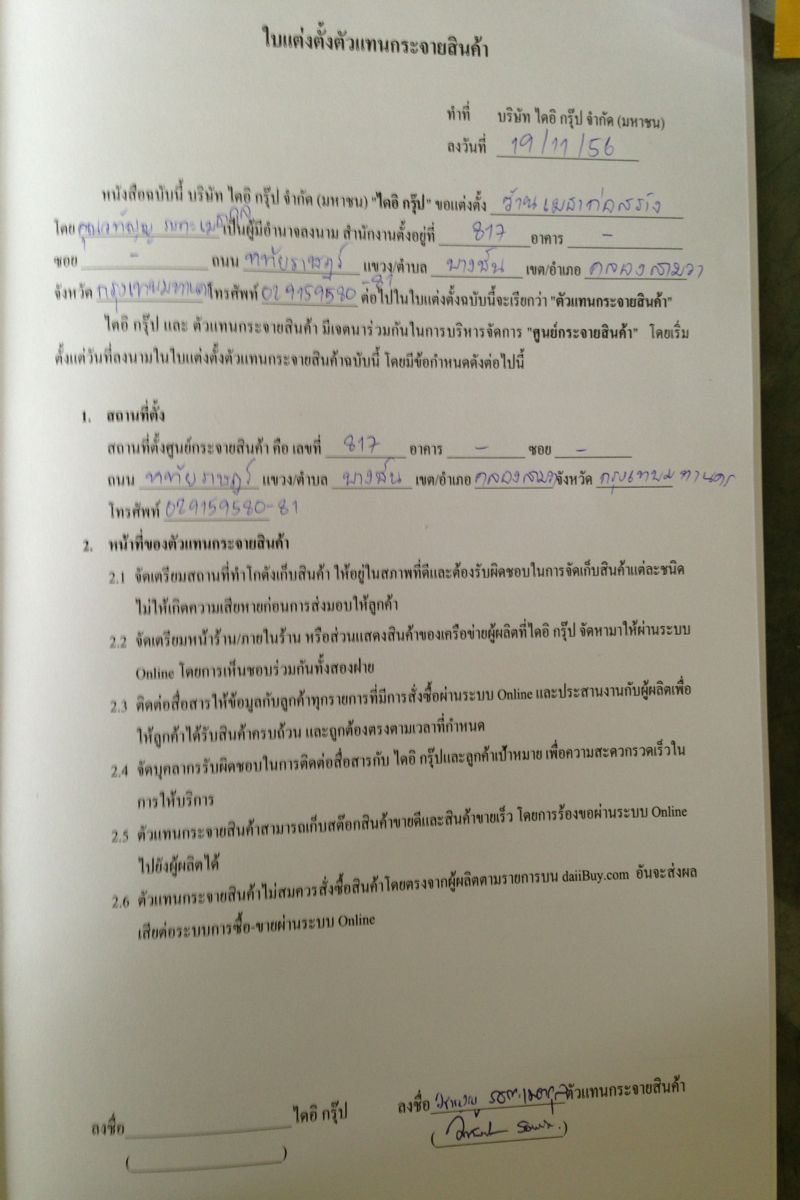 ใบแต่งตั้งตัวแทนกระจายสินค้า
ทำที่ บริษัท ไดอิ กรุ๊ป จำกัด (มหาชน)
ลงวันที่ 19/11/56
หนังสือฉบับนี้ บริษัท ไดอิ กรุ๊ป จำกัด (มหาชน) "ไดอิ กรุ๊ป" ขอแต่งตั้ง ร้านเมธาก่อสร้าง
โดย เป็นผู้มีอำนาจลงนาม สำนักงานตั้งอยู่ที่ 817 อาคาร -
ซอย - ถนน หทัยราษฎร์ แขวง/ตำบล บางชัน เขต/อำเภอ คลองสามวา
จังหวัด กรุงเทพมหานคร โทรศัพท์ 029159580-81 ต่อไปในใบแต่งตั้งฉบับนี้จะเรียกว่า "ตัวแทนกระจายสินค้า"
ไดอิ กรุ๊ป และ ตัวแทนกระจายสินค้า มีเจตนาร่วมกันในการบริหารจัดการ "ศูนย์กระจายสินค้า" โดยเริ่ม
ตั้งแต่วันที่ลงนามในใบแต่งตั้งตัวแทนกระจายสินค้าฉบับนี้ โดยมีข้อกำหนดดังต่อไปนี้
1. สถานที่ตั้ง
สถานที่ตั้งศูนย์กระจายสินค้า คือ เลขที่ 817 อาคาร - ซอย -
ถนน หทัยราษฎร์ แขวง/ตำบล บางชัน เขต/อำเภอ คลองสามวา จังหวัด กรุงเทพมหานคร
โทรศัพท์ 029159580-81
2. หน้าที่ของตัวแทนกระจายสินค้า
2.1 จัดเตรียมสถานที่ทำโกดังเก็บสินค้า ให้อยู่ในสภาพที่ดีและต้องรับผิดชอบในการจัดเก็บสินค้าแต่ละชนิด
ไม่ให้เกิดความเสียหายก่อนการส่งมอบให้ลูกค้า
2.2 จัดเตรียมหน้าร้าน/ภายในร้าน หรือส่วนแสดงสินค้าของเครือข่ายผู้ผลิตที่ไดอิ กรุ๊ป จัดหามาให้ผ่านระบบ
Online โดยการเห็นชอบร่วมกันทั้งสองฝ่าย
2.3 ติดต่อสื่อสารให้ข้อมูลกับลูกค้าทุกรายการที่มีการสั่งซื้อผ่านระบบ Online และประสานงานกับผู้ผลิตเพื่อ
ให้ลูกค้าได้รับสินค้าครบถ้วน และถูกต้องตรงตามเวลาที่กำหนด
2.4 จัดบุคลากรรับผิดชอบในการติดต่อสื่อสารกับ ไดอิ กรุ๊ปและลูกค้าเป้าหมาย เพื่อความสะดวกรวดเร็วใน
การให้บริการ
2.5 ตัวแทนกระจายสินค้าสามารถเก็บสต๊อกสินค้าขายดีและสินค้าขายเร็ว โดยการร้องขอผ่านระบบ Online
ไปยังผู้ผลิตได้
2.6 ตัวแทนกระจายสินค้าไม่สมควรสั่งซื้อสินค้าโดยตรงจากผู้ผลิตตามรายการบน daiiBuy.com อันจะส่งผล
เสียต่อระบบการซื้อ-ขายผ่านระบบ Online
ลงชื่อ ไดอิ กรุ๊ป ลงชื่อ ตัวแทนกระจายสินค้า